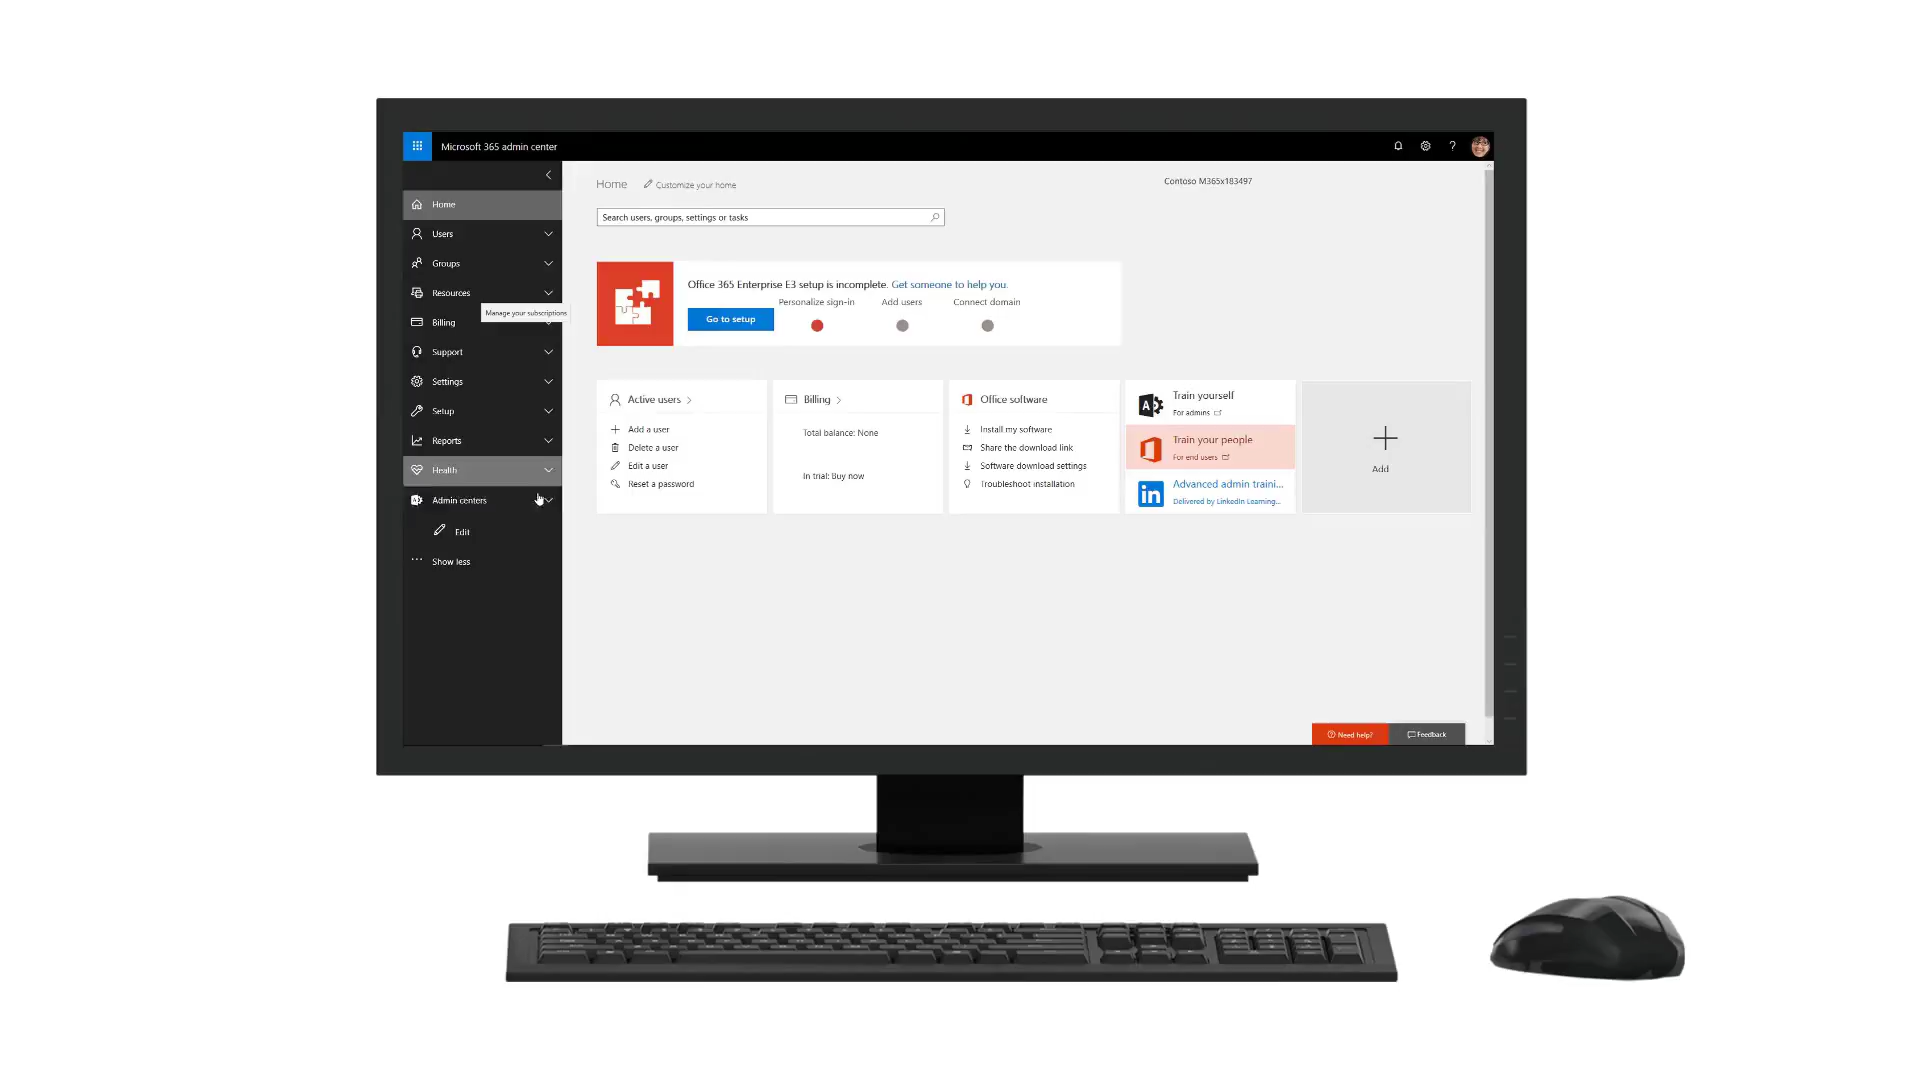 Microsoft 365 admin center
?
Home
Users
Groups
Resources
Manage your subscriptions
Billing
Support
Settings
Setup
Reports
Health
Admin centers
Edit
Show less
Home
Customize your home
Contoso M365x183497
Search users, groups, settings or tasks
Office 365 Enterprise E3 setup is incomplete. Get someone to help you.
Personalize sign-in
Add users
Connect domain
Go to setup
Active users
Add a user
Delete a user
Edit a user
Reset a password
Billing
Total balance: None
In trial: Buy now
Office software
Install my software
Share the download link
Software download settings
Troubleshoot installation
A
Train yourself
For admins
Train your people
For end users
in
Advanced admin traini...
Delivered by LinkedIn Learning...
Add
Need help?
Feedback